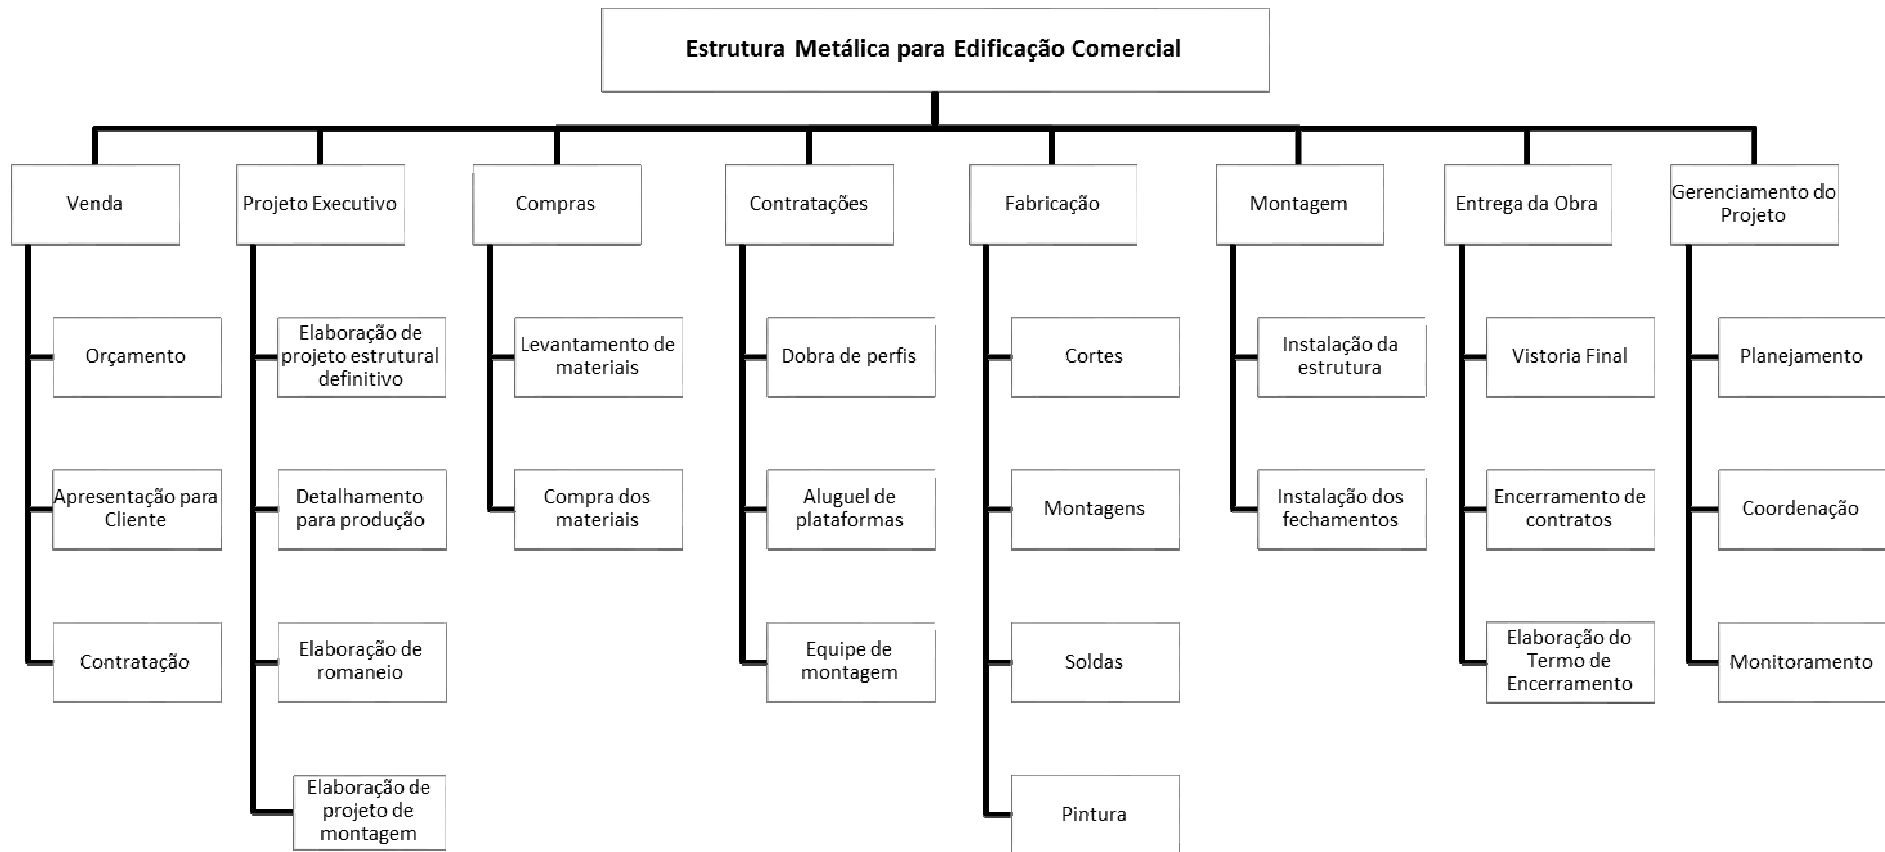 Estrutura Metálica para Edificação Comercial
Venda
Projeto Executivo
Compras
Contratações
Fabricação
Montagem
Entrega da Obra
Gerenciamento do
Projeto
Orçamento
Apresentação para
Cliente
Contratação
Elaboração de
projeto estrutural
definitivo
Detalhamento
para produção
Elaboração de
romaneio
Elaboração de
projeto de
montagem
Levantamento de
materiais
Compra dos
materiais
Dobra de perfis
Aluguel de
plataformas
Equipe de
montagem
Cortes
Montagens
Soldas
Pintura
Instalação da
estrutura
Instalação dos
fechamentos
Vistoria Final
Encerramento de
contratos
Elaboração do
Termo de
Encerramento
Planejamento
Coordenação
Monitoramento